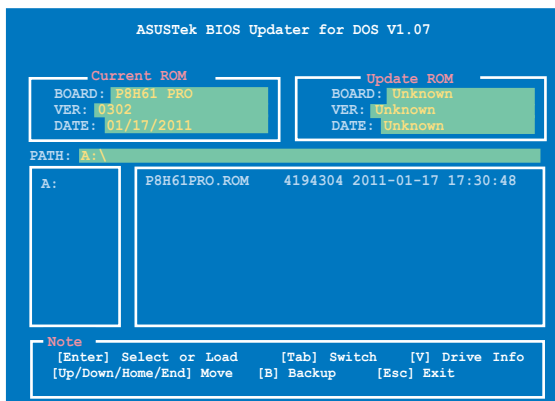 ASUSTek BIOS Updater for DOS V1.07
Current ROM
BOARD: P8H61 PRO
VER: 0302
DATE: 01/17/2011
Update ROM
BOARD: Unknown
VER: Unknown
DATE: Unknown
PATH: A:\
A:
P8H61PRO.ROM 4194304 2011-01-17 17:30:48
Note
[Enter] Select or Load [Tab] Switch [V] Drive Info
[Up/Down/Home/End] Move [B] Backup [Esc] Exit